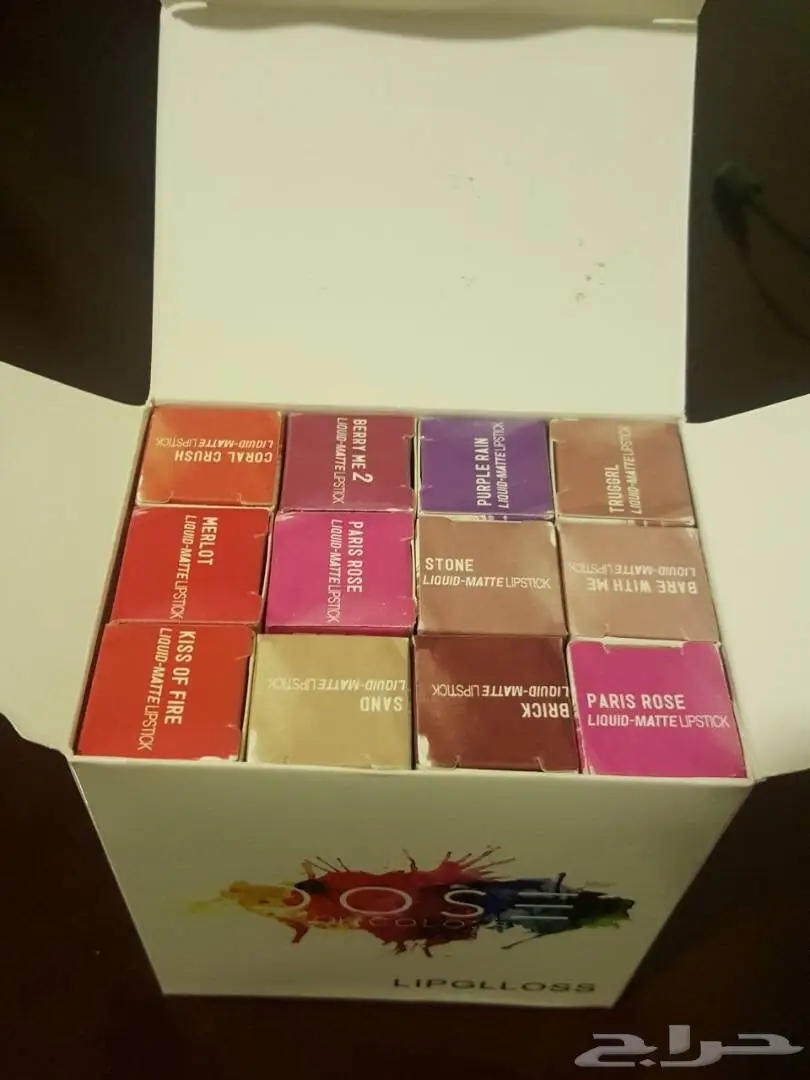 CORAL CRUSH
LIQUID-MATTE LIPSTICK
BERRY ME 2
LIQUID-MATTE LIPSTICK
PURPLE RAIN
LIQUID-MATTE LIPSTICK
TRUGGRL
LIQUID-MATTE LIPSTICK
MERLOT
LIQUID-MATTE LIPSTICK
PARIS ROSE
LIQUID-MATTE LIPSTICK
STONE
LIQUID-MATTE LIPSTICK
BARE WITH ME
LIQUID-MATTE LIPSTICK
KISS OF FIRE
LIQUID-MATTE LIPSTICK
SAND
LIQUID-MATTE LIPSTICK
BRICK
LIQUID-MATTE LIPSTICK
PARIS ROSE
LIQUID-MATTE LIPSTICK
DOSE
LIPGLLOSS
حراج